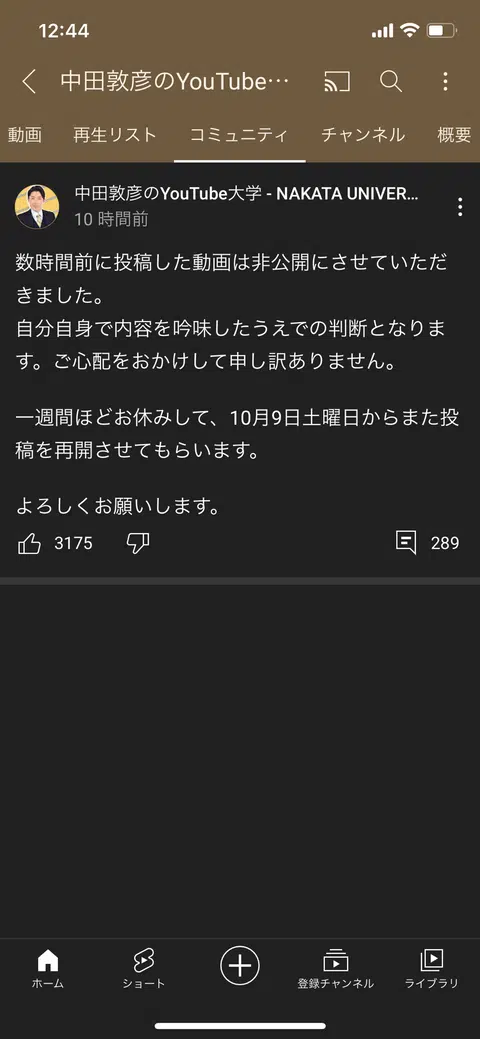 12:44
中田敦彦のYouTube…
動画 再生リスト コミュニティ チャンネル 概要
中田敦彦のYouTube大学 - NAKATA UNIVER...
10 時間前
数時間前に投稿した動画は非公開にさせていただ
きました。
自分自身で内容を吟味したうえでの判断となりま
す。ご心配をおかけして申し訳ありません。
一週間ほどお休みして、10月9日土曜日からまた投
稿を再開させてもらいます。
よろしくお願いします。
3175 289
ホーム ショート 登録チャンネル ライブラリ